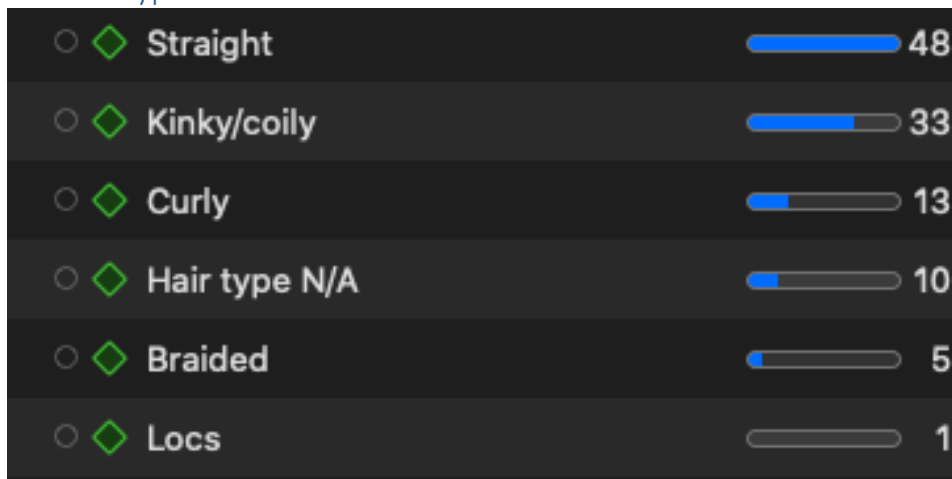 Straight 48
Kinky/coily 33
Curly 13
Hair type N/A 10
Braided 5
Locs 1